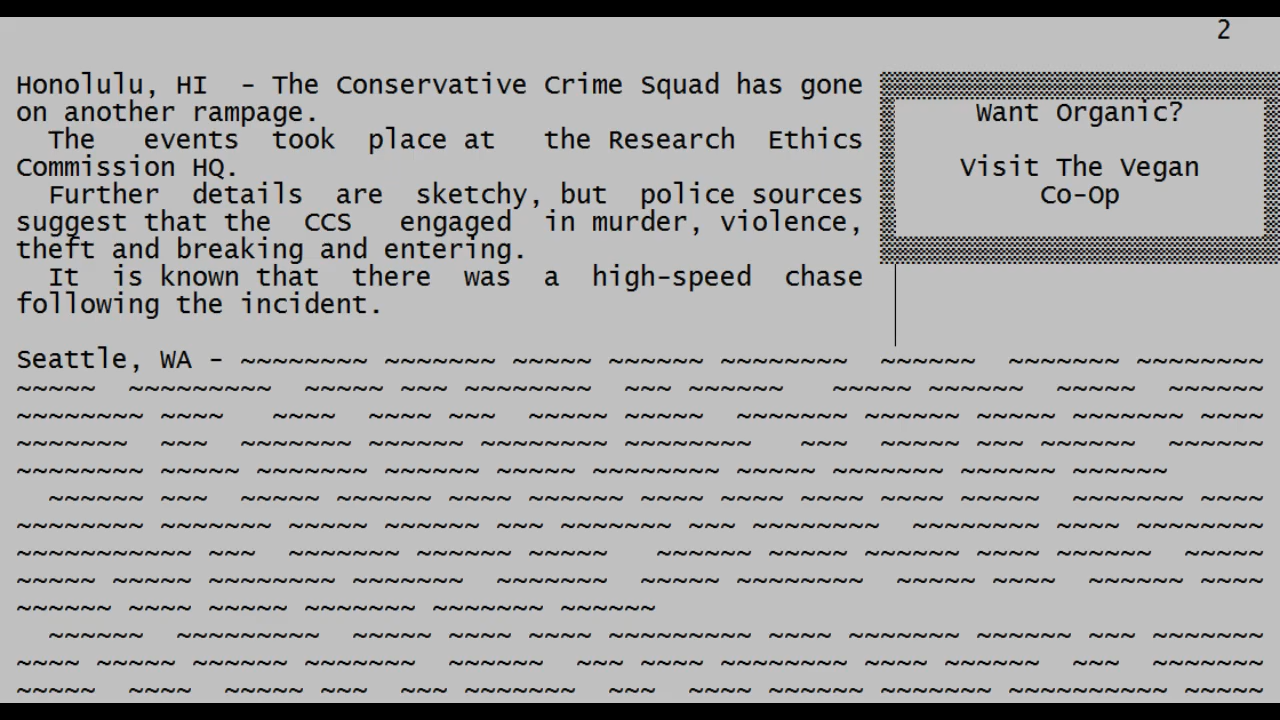 2
Honolulu, HI - The Conservative Crime Squad has gone
on another rampage.
The events took place at the Research Ethics
Commission HQ.
Further details are sketchy, but police sources
suggest that the CCS engaged in murder, violence,
theft and breaking and entering.
It is known that there was a high-speed chase
following the incident.
Want Organic?
Visit The Vegan
Co-Op
Seattle, WA - ~~~~~~~~ ~~~~~~~ ~~~~~ ~~~~~~ ~~~~~~~~ ~~~~~~ ~~~~~~~ ~~~~~~~~